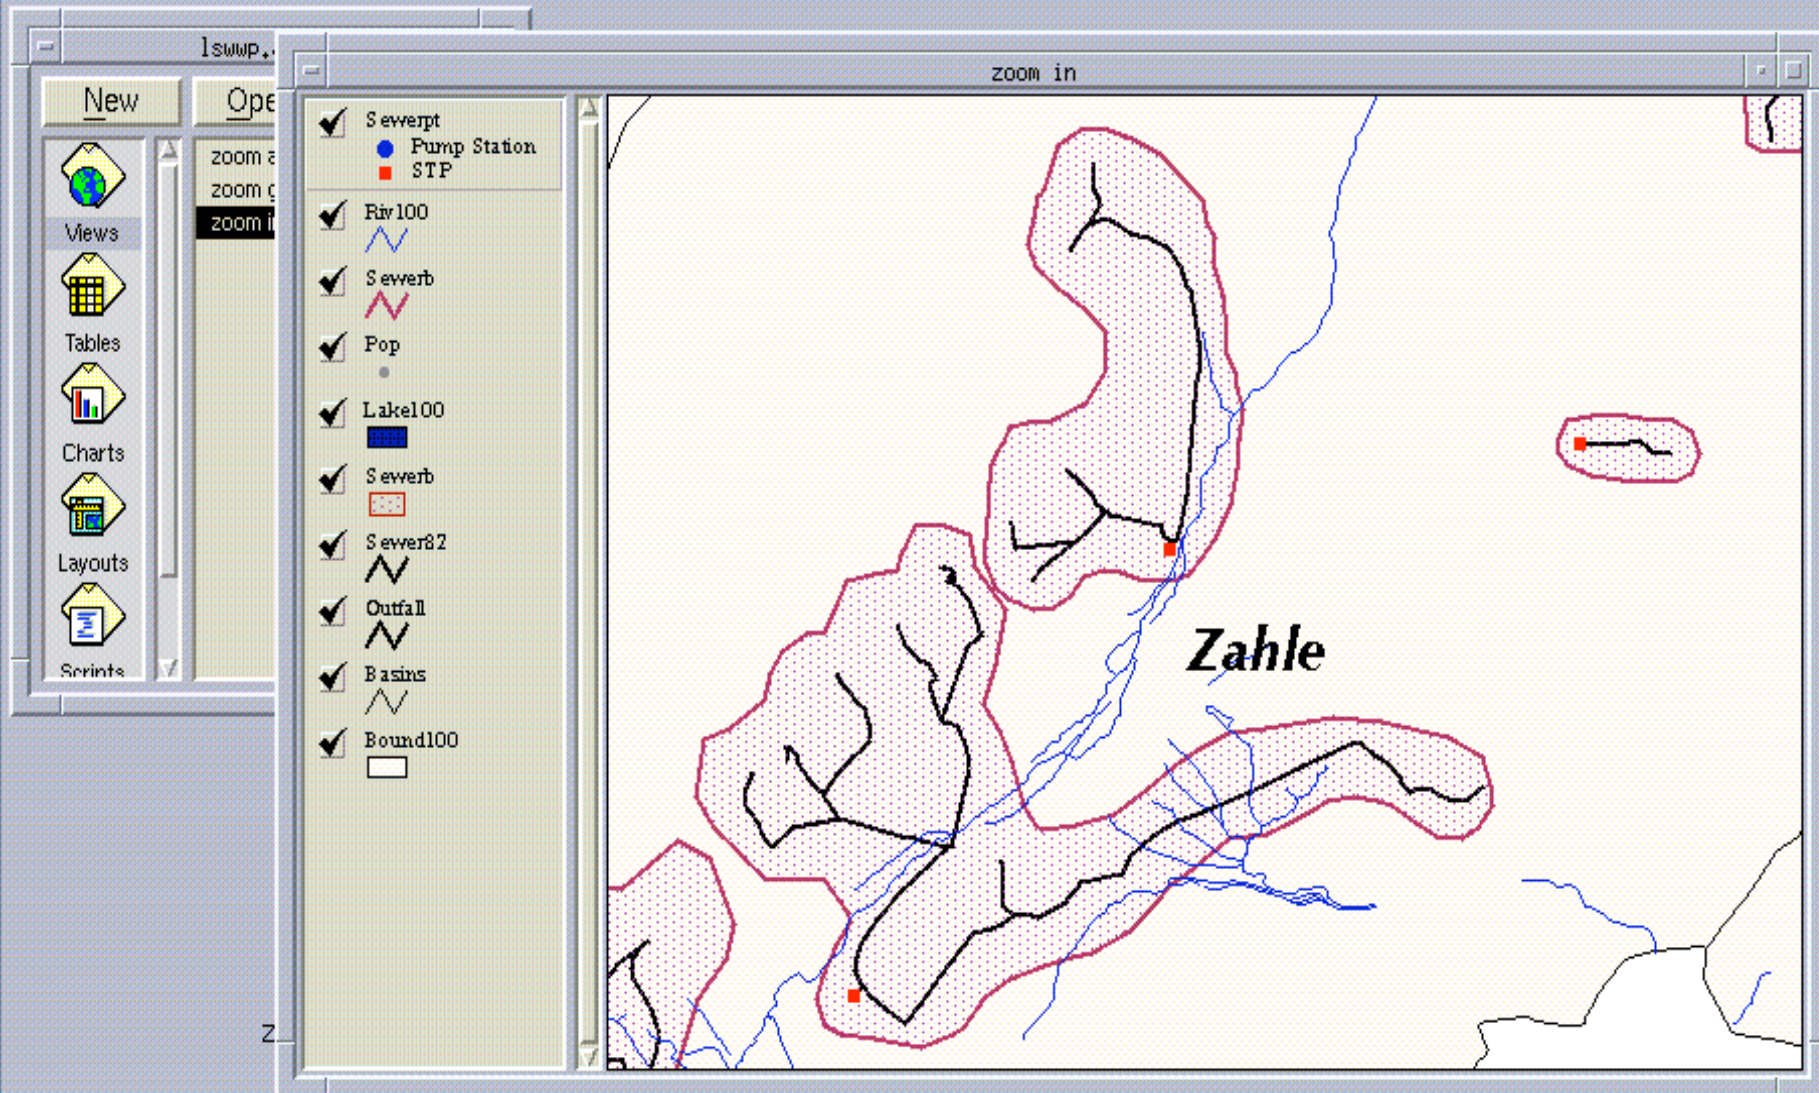 lswwp.
zoom in
New
Ope
zoom a
zoom g
zoom i
Views
Tables
Charts
Layouts
Scripts
Sewerpt
Pump Station
STP
Riv100
Sewerb
Pop
Lake100
Sewerb
Sewer82
Outfall
Basins
Bound100
Zahle
Z